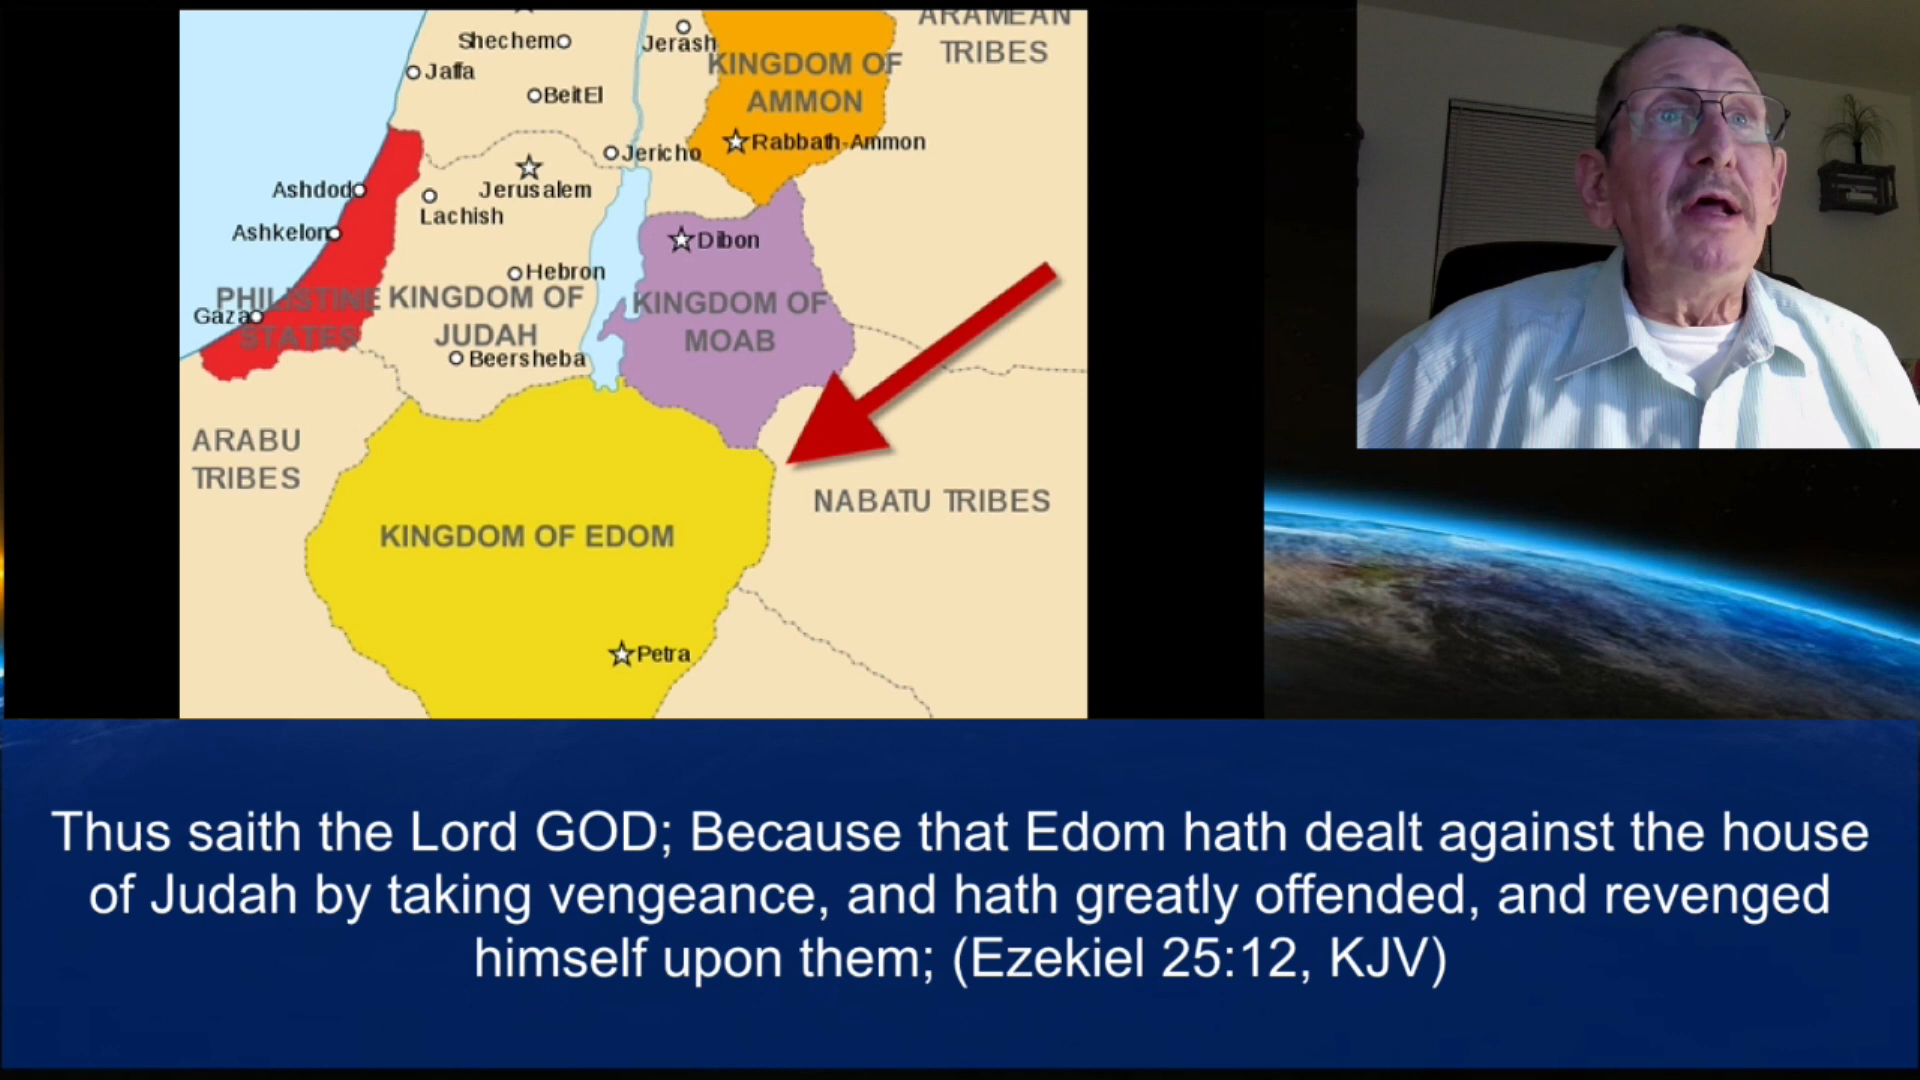 ARAMEAN
TRIBES
Shechem
Jerash
KINGDOM OF
AMMON
Jaffa
Beit El
Rabbath-Ammon
Jericho
Ashdod
Jerusalem
Lachish
Ashkelon
Dibon
Hebron
PHILISTINE
STATES
KINGDOM OF
JUDAH
KINGDOM OF
MOAB
Gaza
Beersheba
ARABU
TRIBES
NABATU TRIBES
KINGDOM OF EDOM
Petra
Thus saith the Lord GOD; Because that Edom hath dealt against the house
of Judah by taking vengeance, and hath greatly offended, and revenged
himself upon them; (Ezekiel 25:12, KJV)